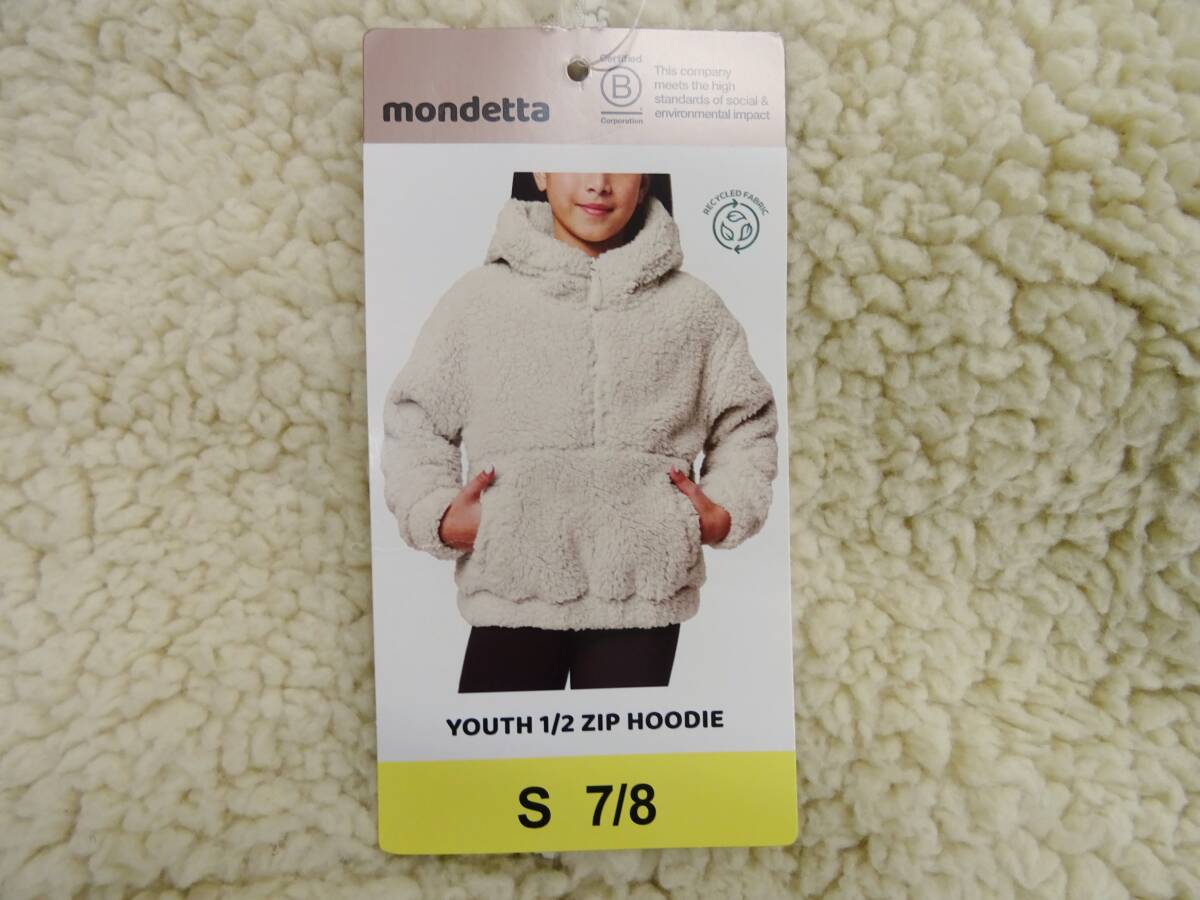 mondetta
Certified
B
Corporation
This company
meets the high
standards of social &
environmental impact
RECYCLED FABRIC
YOUTH 1/2 ZIP HOODIE
S 7/8